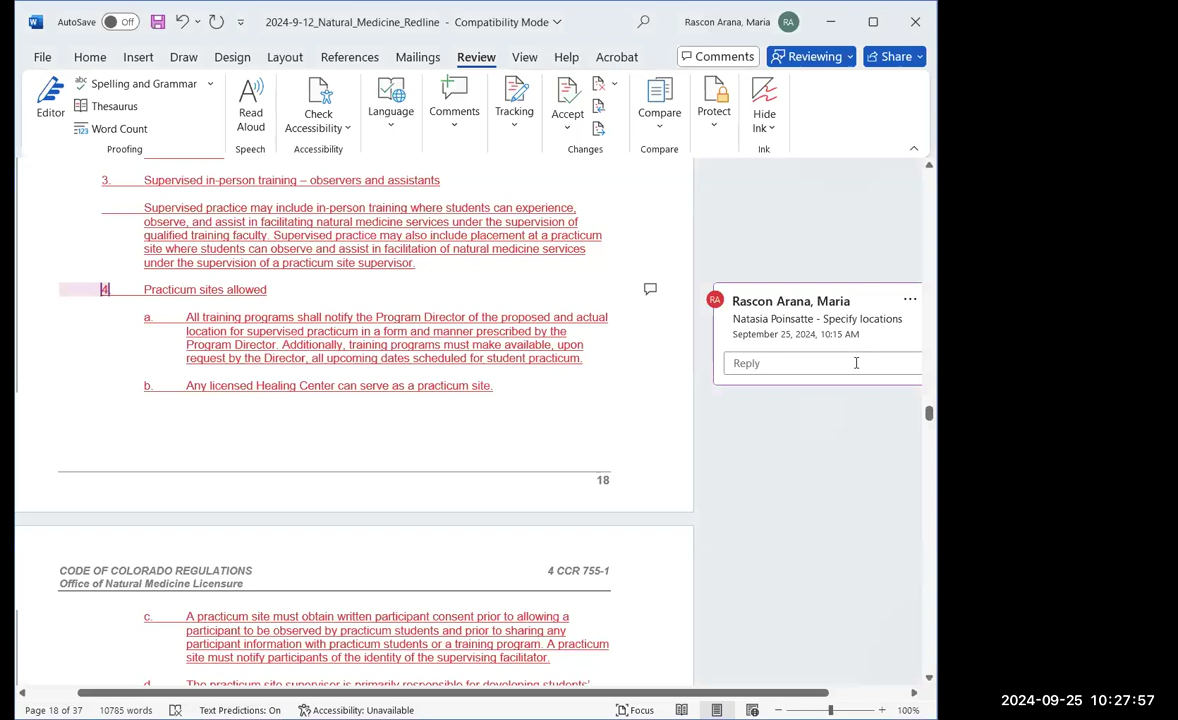 AutoSave Off 2024-9-12_Natural_Medicine_Redline - Compatibility Mode Rascon Arana, Maria RA
File Home Insert Draw Design Layout References Mailings Review View Help Acrobat Comments Reviewing Share
Editor
Spelling and Grammar
Thesaurus
Word Count
Proofing
Read Aloud
Speech
Check Accessibility
Accessibility
Language
Comments
Tracking
Accept
Changes
Compare
Compare
Protect
Hide Ink
Ink
3. Supervised in-person training – observers and assistants
Supervised practice may include in-person training where students can experience,
observe, and assist in facilitating natural medicine services under the supervision of
qualified training faculty. Supervised practice may also include placement at a practicum
site where students can observe and assist in facilitation of natural medicine services
under the supervision of a practicum site supervisor.
4. Practicum sites allowed
a. All training programs shall notify the Program Director of the proposed and actual
location for supervised practicum in a form and manner prescribed by the
Program Director. Additionally, training programs must make available, upon
request by the Director, all upcoming dates scheduled for student practicum.
b. Any licensed Healing Center can serve as a practicum site.
18
RA Rascon Arana, Maria
Natasia Poinsatte - Specify locations
September 25, 2024, 10:15 AM
Reply
CODE OF COLORADO REGULATIONS 4 CCR 755-1
Office of Natural Medicine Licensure
c. A practicum site must obtain written participant consent prior to allowing a
participant to be observed by practicum students and prior to sharing any
participant information with practicum students or a training program. A practicum
site must notify participants of the identity of the supervising facilitator.
d. The practicum site supervisor is primarily responsible for developing students'
Page 18 of 37 10785 words Text Predictions: On Accessibility: Unavailable Focus 100%
2024-09-25 10:27:57